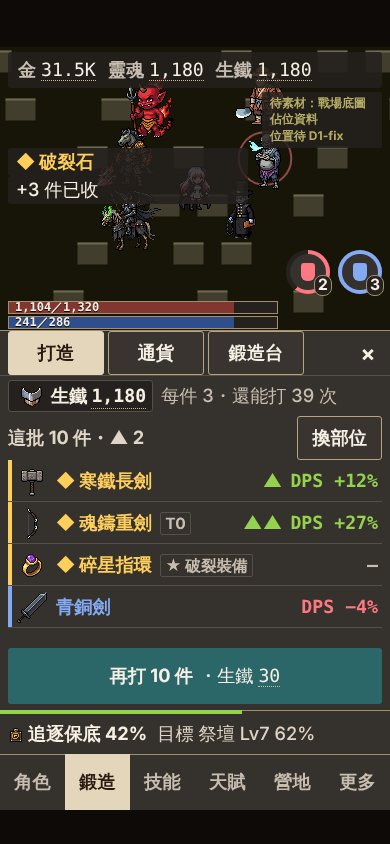 金 31.5K 靈魂 1,180 生鐵 1,180
待素材：戰場底圖
佔位資料
位置待 D1-fix
◆ 破裂石
+3 件已收
2
3
1,104／1,320
241／286
打造
通貨
鍛造台
×
生鐵 1,180 每件 3・還能打 39 次
這批 10 件・▲ 2
換部位
◆ 寒鐵長劍 ▲ DPS +12%
◆ 魂鑄重劍 T0 ▲▲ DPS +27%
◆ 碎星指環 ★ 破裂裝備 —
青銅劍 DPS −4%
再打 10 件 ・生鐵 30
追逐保底 42% 目標 祭壇 Lv7 62%
角色
鍛造
技能
天賦
營地
更多